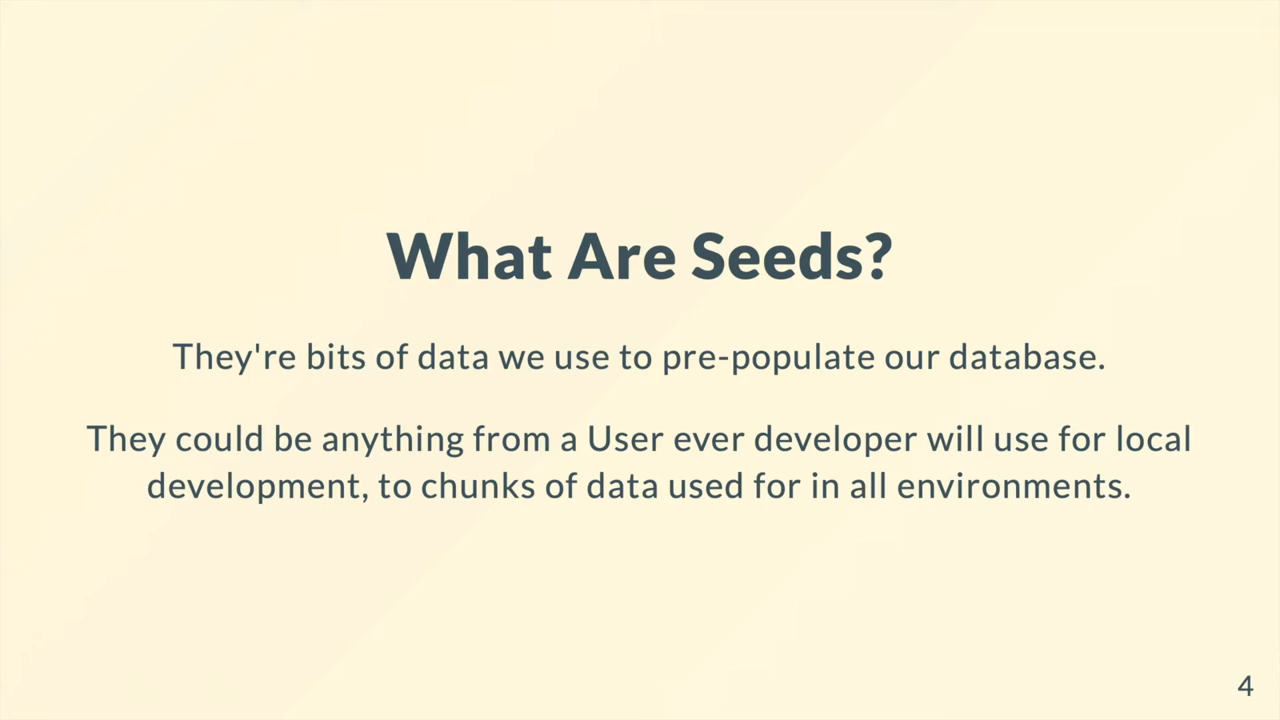 What Are Seeds?
They're bits of data we use to pre-populate our database.
They could be anything from a User ever developer will use for local
development, to chunks of data used for in all environments.
4